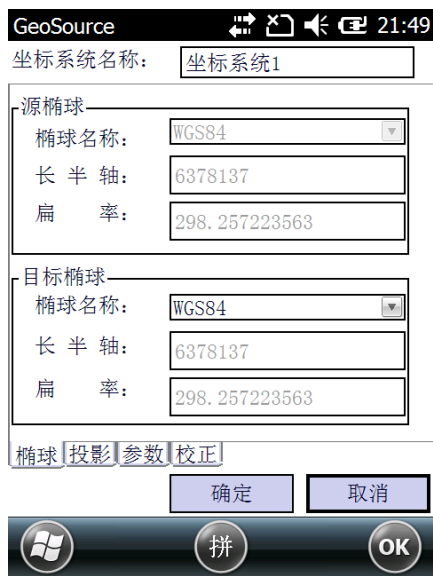 GeoSource 21:49
坐标系统名称: 坐标系统1
源椭球
椭球名称: WGS84
长 半 轴: 6378137
扁 率: 298.257223563
目标椭球
椭球名称: WGS84
长 半 轴: 6378137
扁 率: 298.257223563
椭球 投影 参数 校正
确定 取消
拼 OK